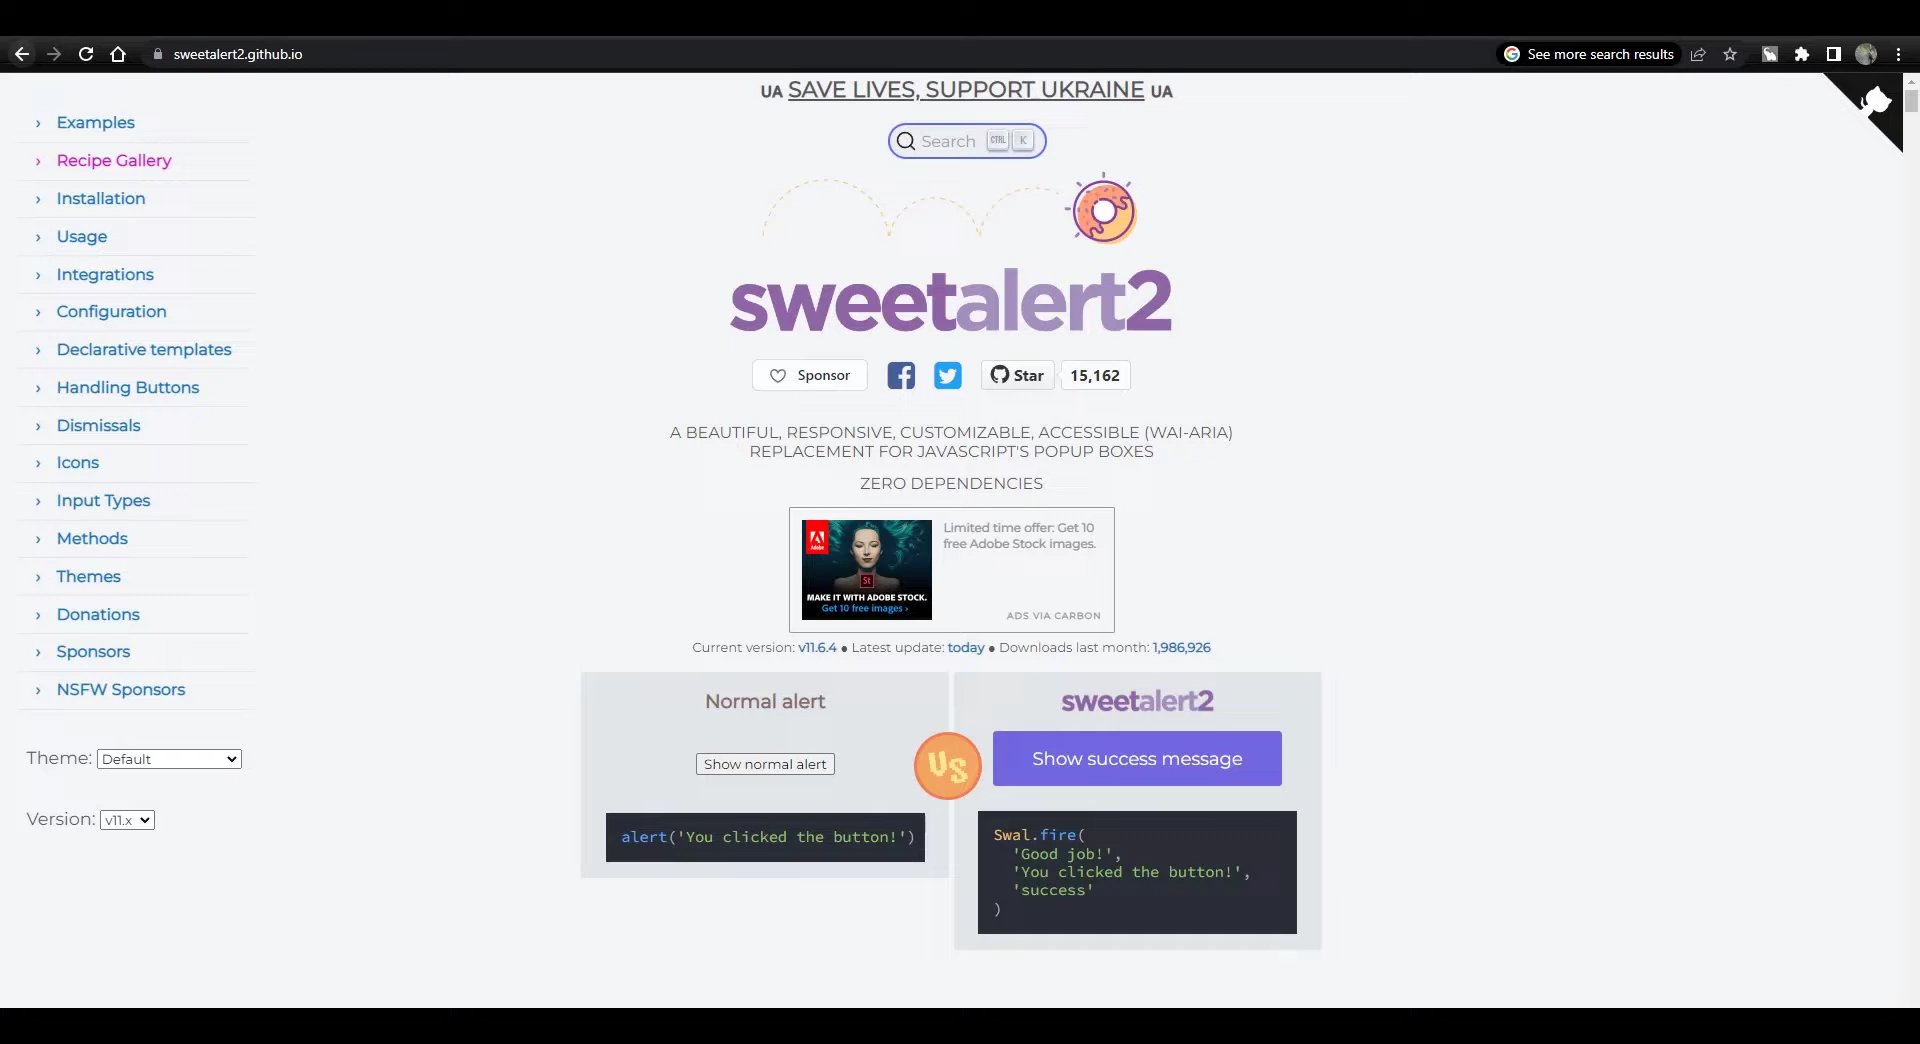 sweetalert2.github.io
See more search results
UA SAVE LIVES, SUPPORT UKRAINE UA
Search CTRL K
› Examples
› Recipe Gallery
› Installation
› Usage
› Integrations
› Configuration
› Declarative templates
› Handling Buttons
› Dismissals
› Icons
› Input Types
› Methods
› Themes
› Donations
› Sponsors
› NSFW Sponsors
Theme: Default
Version: v11.x
sweetalert2
Sponsor
Star 15,162
A BEAUTIFUL, RESPONSIVE, CUSTOMIZABLE, ACCESSIBLE (WAI-ARIA)
REPLACEMENT FOR JAVASCRIPT'S POPUP BOXES
ZERO DEPENDENCIES
Adobe
St
MAKE IT WITH ADOBE STOCK.
Get 10 free images ›
Limited time offer: Get 10
free Adobe Stock images.
ADS VIA CARBON
Current version: v11.6.4 ● Latest update: today ● Downloads last month: 1,986,926
Normal alert
Show normal alert
alert('You clicked the button!')
VS
sweetalert2
Show success message
Swal.fire(
'Good job!',
'You clicked the button!',
'success'
)